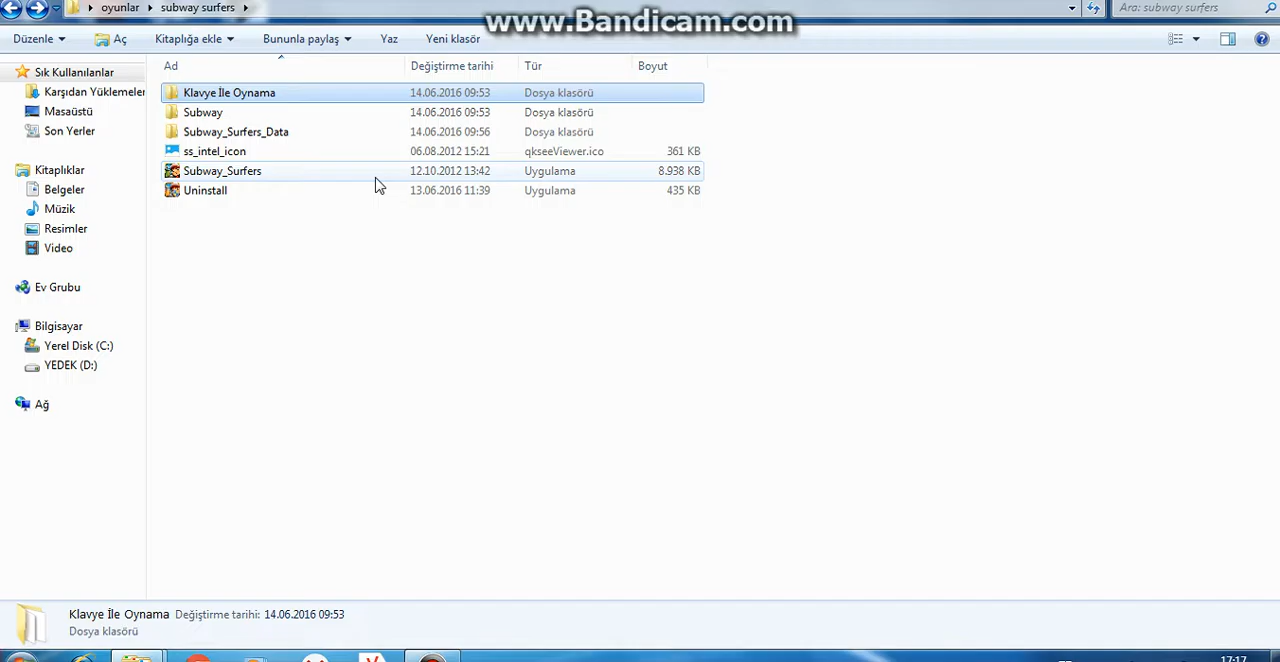 oyunlar subway surfers
www.Bandicam.com
Ara: subway surfers
Düzenle Aç Kitaplığa ekle Bununla paylaş Yaz Yeni klasör
Ad Değiştirme tarihi Tür Boyut
Klavye İle Oynama 14.06.2016 09:53 Dosya klasörü
Subway 14.06.2016 09:53 Dosya klasörü
Subway_Surfers_Data 14.06.2016 09:56 Dosya klasörü
ss_intel_icon 06.08.2012 15:21 qkseeViewer.ico 361 KB
Subway_Surfers 12.10.2012 13:42 Uygulama 8.938 KB
Uninstall 13.06.2016 11:39 Uygulama 435 KB
Sık Kullanılanlar
Karşıdan Yüklemeler
Masaüstü
Son Yerler
Kitaplıklar
Belgeler
Müzik
Resimler
Video
Ev Grubu
Bilgisayar
Yerel Disk (C:)
YEDEK (D:)
Ağ
Klavye İle Oynama Değiştirme tarihi: 14.06.2016 09:53
Dosya klasörü
17:17